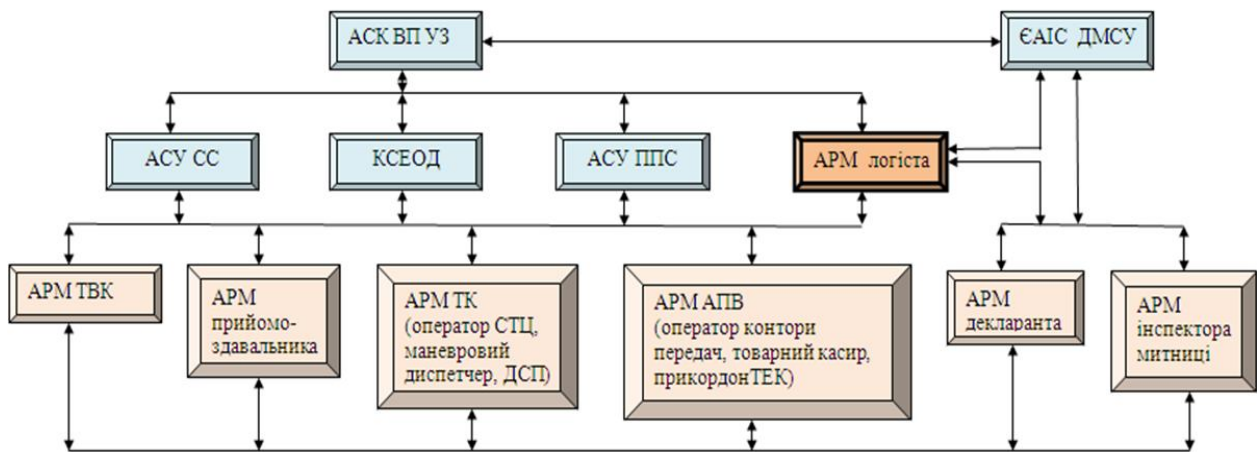 АСК ВП УЗ
ЄАІС ДМСУ
АСУ СС
КСЕОД
АСУ ППС
АРМ логіста
АРМ ТВК
АРМ
прийомо-
здавальника
АРМ ТК
(оператор СТЦ,
маневровий
диспетчер, ДСП)
АРМ АПВ
(оператор контори
передач, товарний касир,
прикордонТЕК)
АРМ
декларанта
АРМ
інспектора
митниці